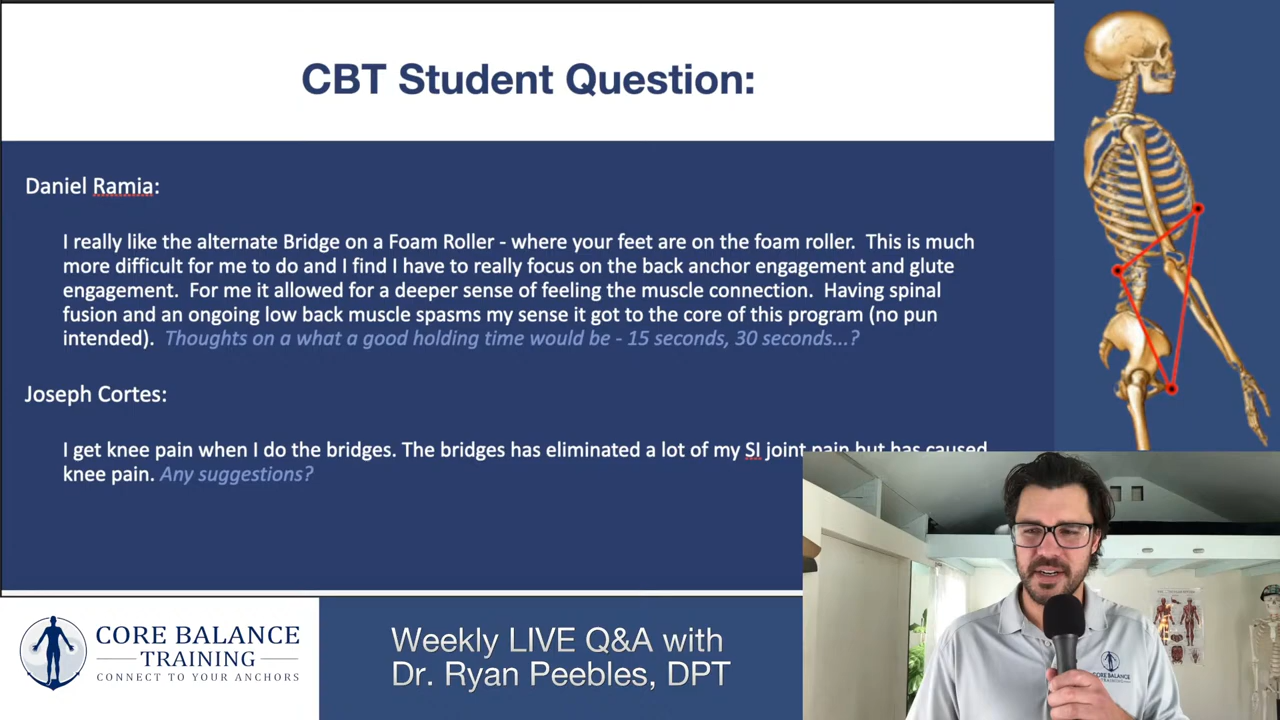 CBT Student Question:
Daniel Ramia:
I really like the alternate Bridge on a Foam Roller - where your feet are on the foam roller.  This is much
more difficult for me to do and I find I have to really focus on the back anchor engagement and glute
engagement.  For me it allowed for a deeper sense of feeling the muscle connection.  Having spinal
fusion and an ongoing low back muscle spasms my sense it got to the core of this program (no pun
intended).  Thoughts on a what a good holding time would be - 15 seconds, 30 seconds...?
Joseph Cortes:
I get knee pain when I do the bridges. The bridges has eliminated a lot of my SI joint pain but has caused
knee pain. Any suggestions?
CORE BALANCE
TRAINING
CONNECT TO YOUR ANCHORS
Weekly LIVE Q&A with
Dr. Ryan Peebles, DPT